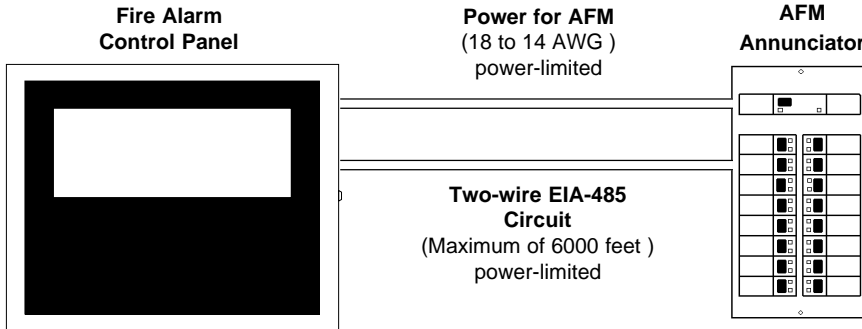 Fire Alarm
Control Panel
Power for AFM
(18 to 14 AWG )
power-limited
AFM
Annunciator
Two-wire EIA-485
Circuit
(Maximum of 6000 feet )
power-limited